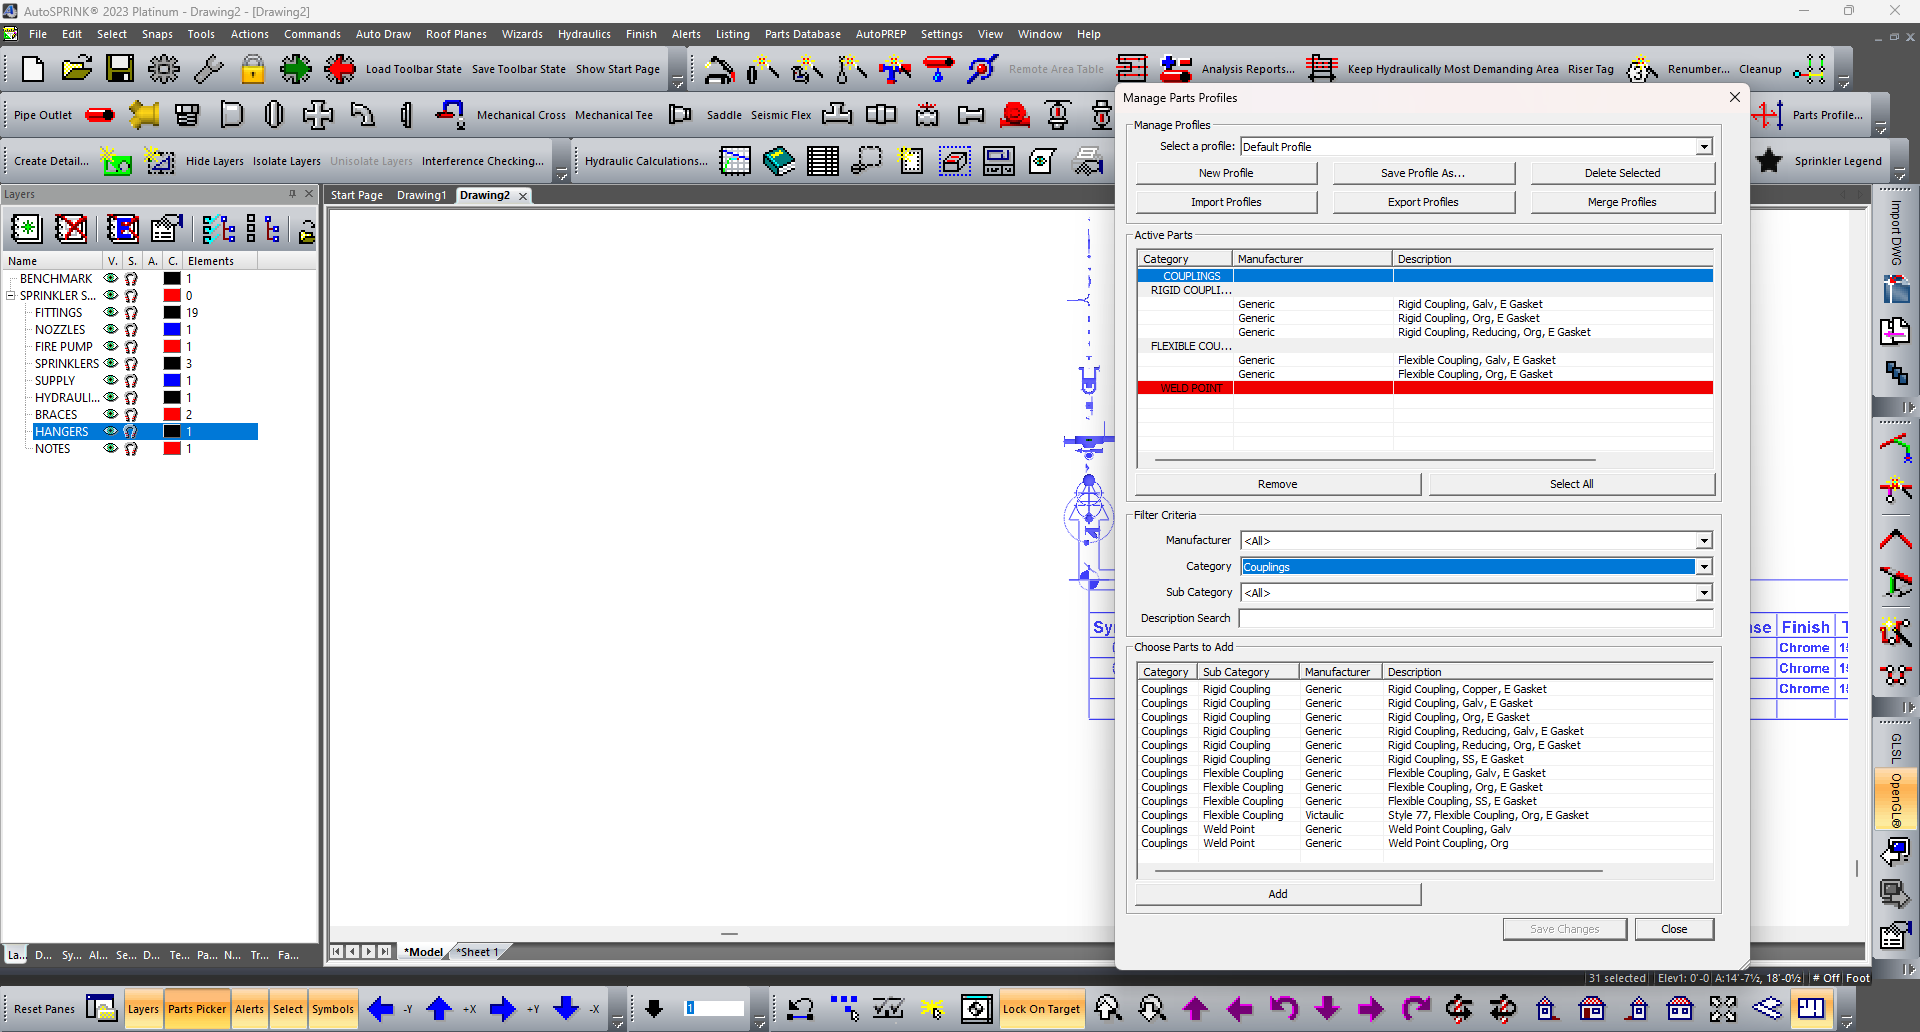 AutoSPRINK® 2023 Platinum - Drawing2 - [Drawing2]
File Edit Select Snaps Tools Actions Commands Auto Draw Roof Planes Wizards Hydraulics Finish Alerts Listing Parts Database AutoPREP Settings View Window Help
Load Toolbar State Save Toolbar State Show Start Page Remote Area Table Analysis Reports... Keep Hydraulically Most Demanding Area Riser Tag Renumber... Cleanup
Pipe Outlet Mechanical Cross Mechanical Tee Saddle Seismic Flex Parts Profile...
Create Detail... Hide Layers Isolate Layers Unisolate Layers Interference Checking... Hydraulic Calculations... Sprinkler Legend
Layers
Name V. S. A. C. Elements
BENCHMARK 1
SPRINKLER S... 0
FITTINGS 19
NOZZLES 1
FIRE PUMP 1
SPRINKLERS 3
SUPPLY 1
HYDRAULI... 1
BRACES 2
HANGERS 1
NOTES 1
La... D... Sy... Al... Se... D... Te... Pa... N... Tr... Fa...
Start Page Drawing1 Drawing2
Sy
*Model *Sheet 1
Manage Parts Profiles
Manage Profiles
Select a profile: Default Profile
New Profile Save Profile As... Delete Selected
Import Profiles Export Profiles Merge Profiles
Active Parts
Category Manufacturer Description
COUPLINGS
RIGID COUPLI...
Generic Rigid Coupling, Galv, E Gasket
Generic Rigid Coupling, Org, E Gasket
Generic Rigid Coupling, Reducing, Org, E Gasket
FLEXIBLE COU...
Generic Flexible Coupling, Galv, E Gasket
Generic Flexible Coupling, Org, E Gasket
WELD POINT
Remove Select All
Filter Criteria
Manufacturer <All>
Category Couplings
Sub Category <All>
Description Search
Choose Parts to Add
Category Sub Category Manufacturer Description
Couplings Rigid Coupling Generic Rigid Coupling, Copper, E Gasket
Couplings Rigid Coupling Generic Rigid Coupling, Galv, E Gasket
Couplings Rigid Coupling Generic Rigid Coupling, Org, E Gasket
Couplings Rigid Coupling Generic Rigid Coupling, Reducing, Galv, E Gasket
Couplings Rigid Coupling Generic Rigid Coupling, Reducing, Org, E Gasket
Couplings Rigid Coupling Generic Rigid Coupling, SS, E Gasket
Couplings Flexible Coupling Generic Flexible Coupling, Galv, E Gasket
Couplings Flexible Coupling Generic Flexible Coupling, Org, E Gasket
Couplings Flexible Coupling Generic Flexible Coupling, SS, E Gasket
Couplings Flexible Coupling Victaulic Style 77, Flexible Coupling, Org, E Gasket
Couplings Weld Point Generic Weld Point Coupling, Galv
Couplings Weld Point Generic Weld Point Coupling, Org
Add
Save Changes Close
se Finish T
Chrome 1
Chrome 1
Chrome 1
Import DWG
GLSL
OpenGL®
31 selected Elev1: 0'-0 A:14'-7½, 18'-0½ # Off Foot
Reset Panes Layers Parts Picker Alerts Select Symbols -Y +X +Y -X 1 Lock On Target